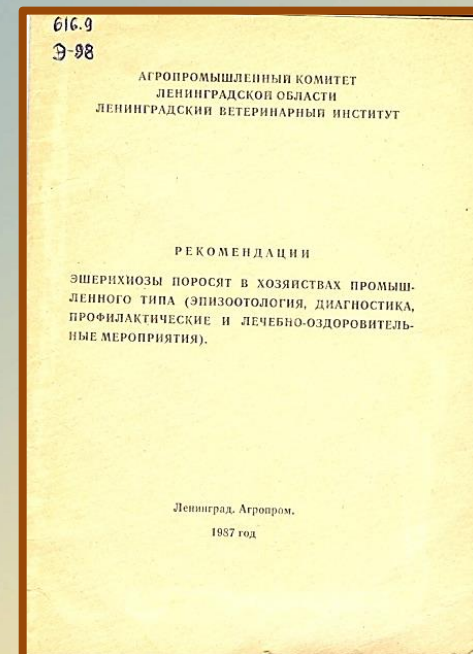 616.9
Э-98
АГРОПРОМЫШЛЕННЫЙ КОМИТЕТ
ЛЕНИНГРАДСКОЙ ОБЛАСТИ
ЛЕНИНГРАДСКИЙ ВЕТЕРИНАРНЫЙ ИНСТИТУТ
РЕКОМЕНДАЦИИ
ЭШЕРИХИОЗЫ ПОРОСЯТ В ХОЗЯЙСТВАХ ПРОМЫШ-
ЛЕННОГО ТИПА (ЭПИЗООТОЛОГИЯ, ДИАГНОСТИКА,
ПРОФИЛАКТИЧЕСКИЕ И ЛЕЧЕБНО-ОЗДОРОВИТЕЛЬ-
НЫЕ МЕРОПРИЯТИЯ).
Ленинград. Агропром.
1987 год